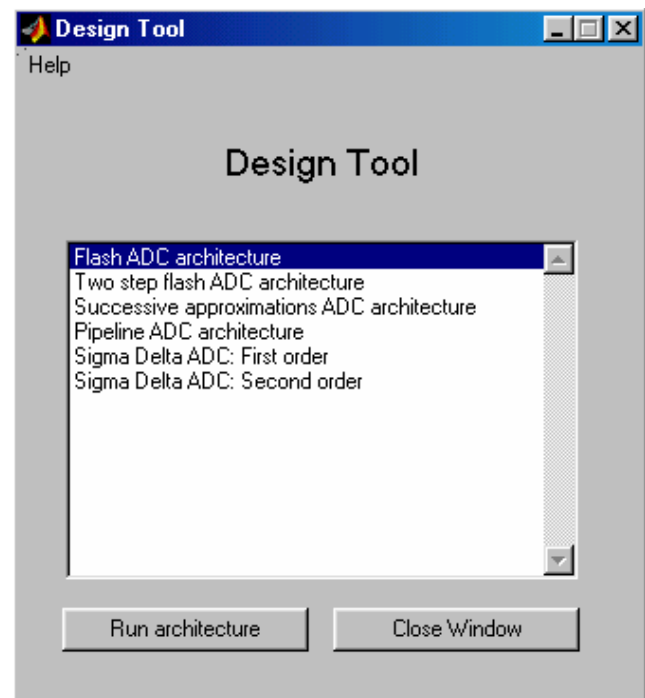 Design Tool
Help
Design Tool
Flash ADC architecture
Two step flash ADC architecture
Successive approximations ADC architecture
Pipeline ADC architecture
Sigma Delta ADC: First order
Sigma Delta ADC: Second order
Run architecture
Close Window